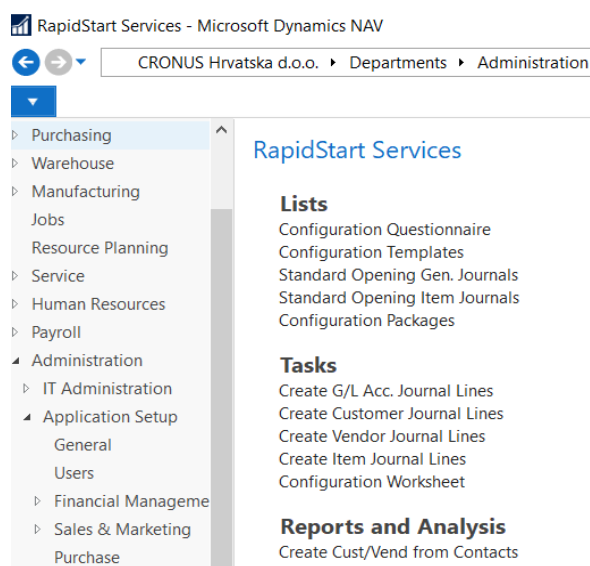 RapidStart Services - Microsoft Dynamics NAV
CRONUS Hrvatska d.o.o. ▸ Departments ▸ Administration
Purchasing
Warehouse
Manufacturing
Jobs
Resource Planning
Service
Human Resources
Payroll
Administration
IT Administration
Application Setup
General
Users
Financial Manageme
Sales & Marketing
Purchase
RapidStart Services
Lists
Configuration Questionnaire
Configuration Templates
Standard Opening Gen. Journals
Standard Opening Item Journals
Configuration Packages
Tasks
Create G/L Acc. Journal Lines
Create Customer Journal Lines
Create Vendor Journal Lines
Create Item Journal Lines
Configuration Worksheet
Reports and Analysis
Create Cust/Vend from Contacts